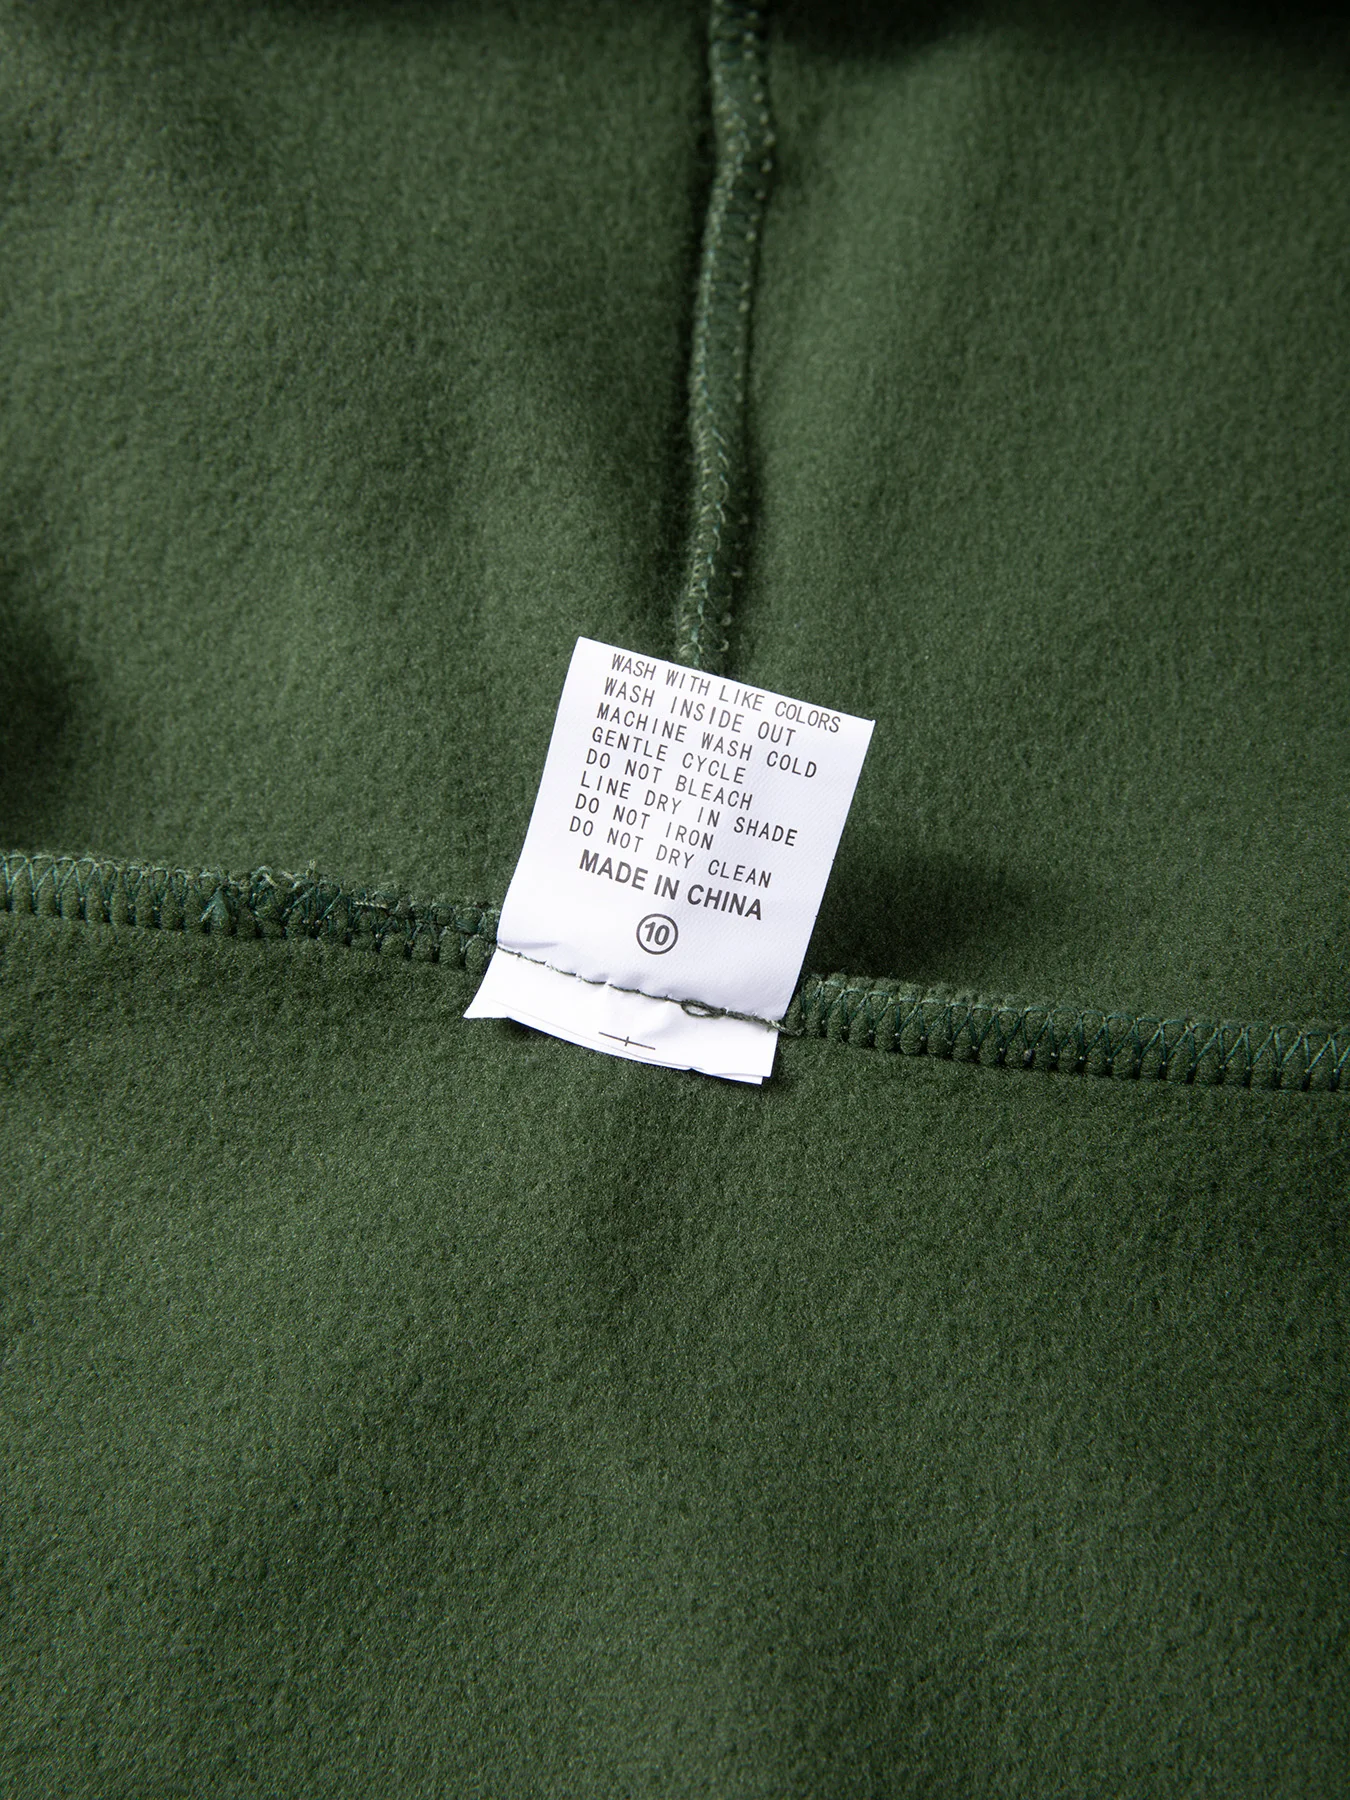 WASH WITH LIKE COLORS
WASH INSIDE OUT
MACHINE WASH COLD
GENTLE CYCLE
DO NOT BLEACH
LINE DRY IN SHADE
DO NOT IRON
DO NOT DRY CLEAN
MADE IN CHINA
10